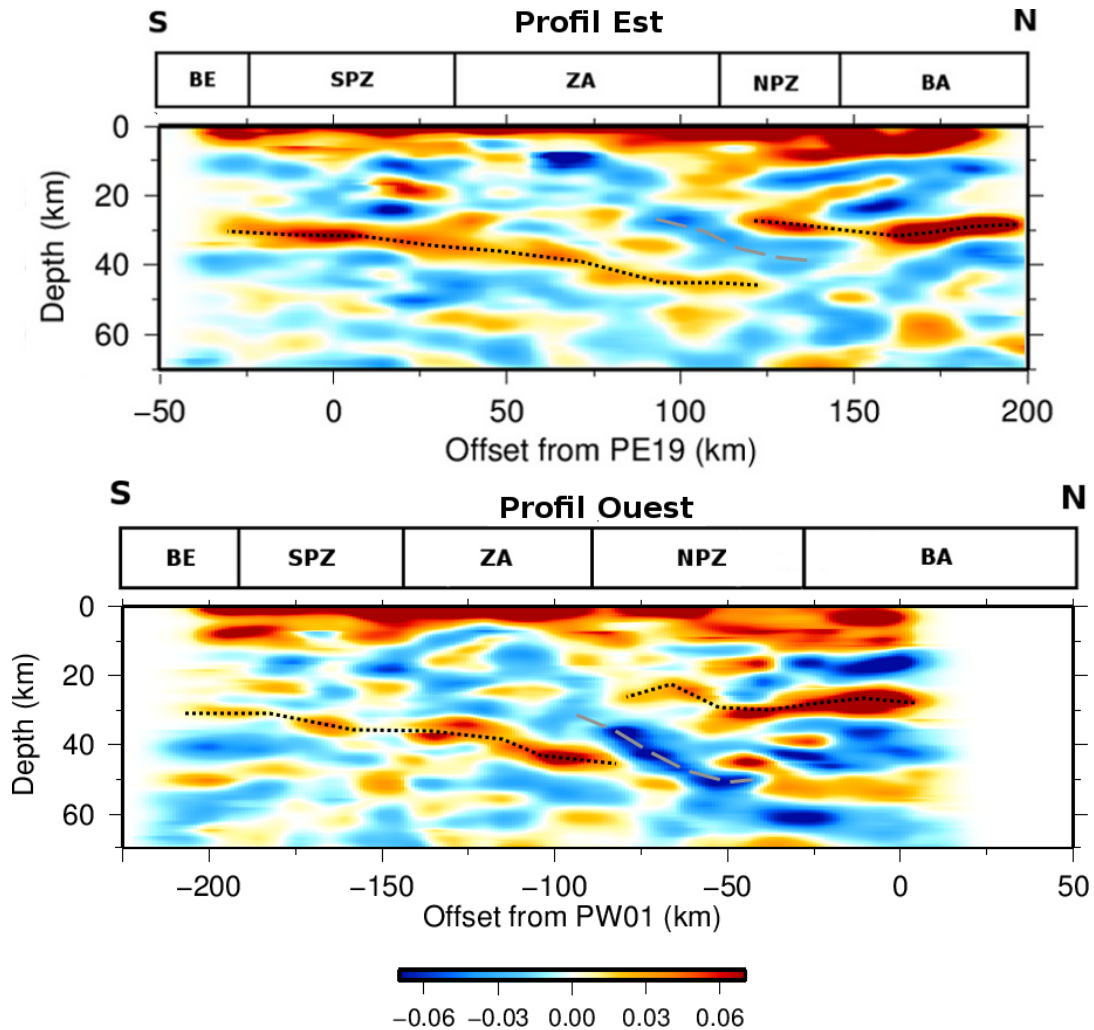 S Profil Est N
BE SPZ ZA NPZ BA
0
20
40
60
Depth (km)
−50 0 50 100 150 200
Offset from PE19 (km)
S Profil Ouest N
BE SPZ ZA NPZ BA
0
20
40
60
Depth (km)
−200 −150 −100 −50 0 50
Offset from PW01 (km)
−0.06 −0.03 0.00 0.03 0.06